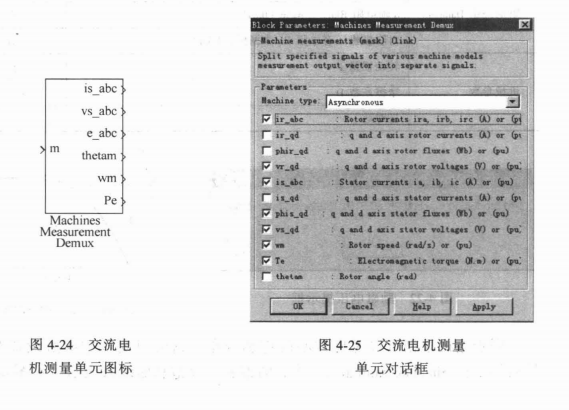 is_abc
vs_abc
e_abc
m
thetam
wm
Pe
Machines
Measurement
Demux
Block Parameters: Machines Measurement Demux
Machine measurements (mask) (link)
Split specified signals of various machine models
measurement output vector into separate signals.
Parameters
Machine type: Asynchronous
ir_abc : Rotor currents ira, irb, irc (A) or (pu
ir_qd : q and d axis rotor currents (A) or (pu
phir_qd : q and d axis rotor fluxes (Wb) or (pu)
vr_qd : q and d axis rotor voltages (V) or (pu)
is_abc : Stator currents ia, ib, ic (A) or (pu)
is_qd : q and d axis stator currents (A) or (pu
phis_qd : q and d axis stator fluxes (Wb) or (pu)
vs_qd : q and d axis stator voltages (V) or (pu)
wm : Rotor speed (rad/s) or (pu)
Te : Electromagnetic torque (N.m) or (pu)
thetam : Rotor angle (rad)
OK Cancel Help Apply
图 4-24 交流电
机测量单元图标
图 4-25 交流电机测量
单元对话框